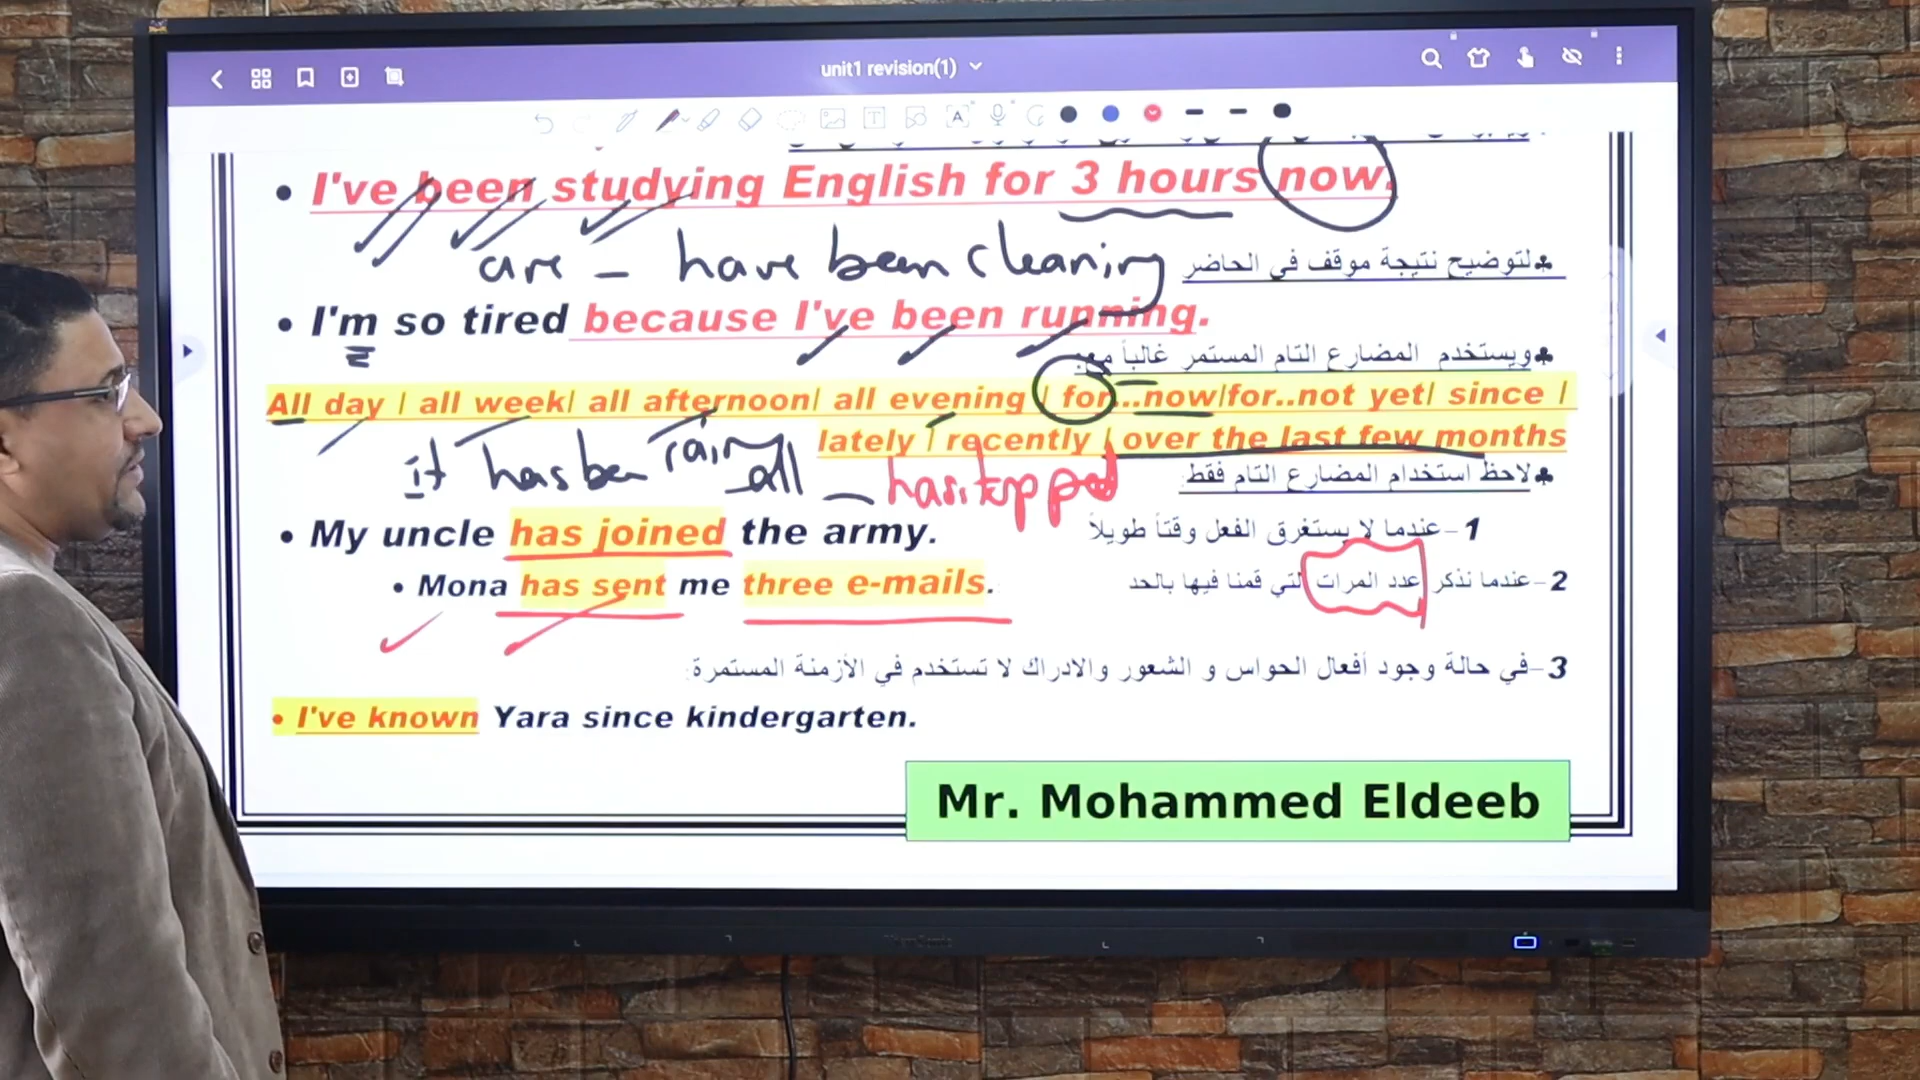 unit1 revision(1)
• I've been studying English for 3 hours now.
are – have been cleaning
♣لتوضيح نتيجة موقف في الحاضر
• I'm so tired because I've been running.
♣ويستخدم المضارع التام المستمر غالباً مع:
All day | all week| all afternoon| all evening | for...now|for..not yet| since |
lately | recently | over the last few months
it has been rain all – has stopped
♣لاحظ استخدام المضارع التام فقط:
• My uncle has joined the army.
1–عندما لا يستغرق الفعل وقتاً طويلاً
• Mona has sent me three e-mails.
2–عندما نذكر عدد المرات التي قمنا فيها بالحد
3–في حالة وجود أفعال الحواس و الشعور والادراك لا تستخدم في الأزمنة المستمرة:
• I've known Yara since kindergarten.
Mr. Mohammed Eldeeb